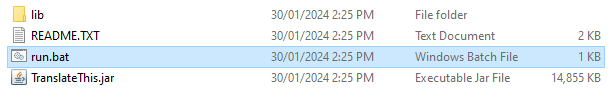 lib 30/01/2024 2:25 PM File folder
README.TXT 30/01/2024 2:25 PM Text Document 2 KB
run.bat 30/01/2024 2:25 PM Windows Batch File 1 KB
TranslateThis.jar 30/01/2024 2:25 PM Executable Jar File 14,855 KB